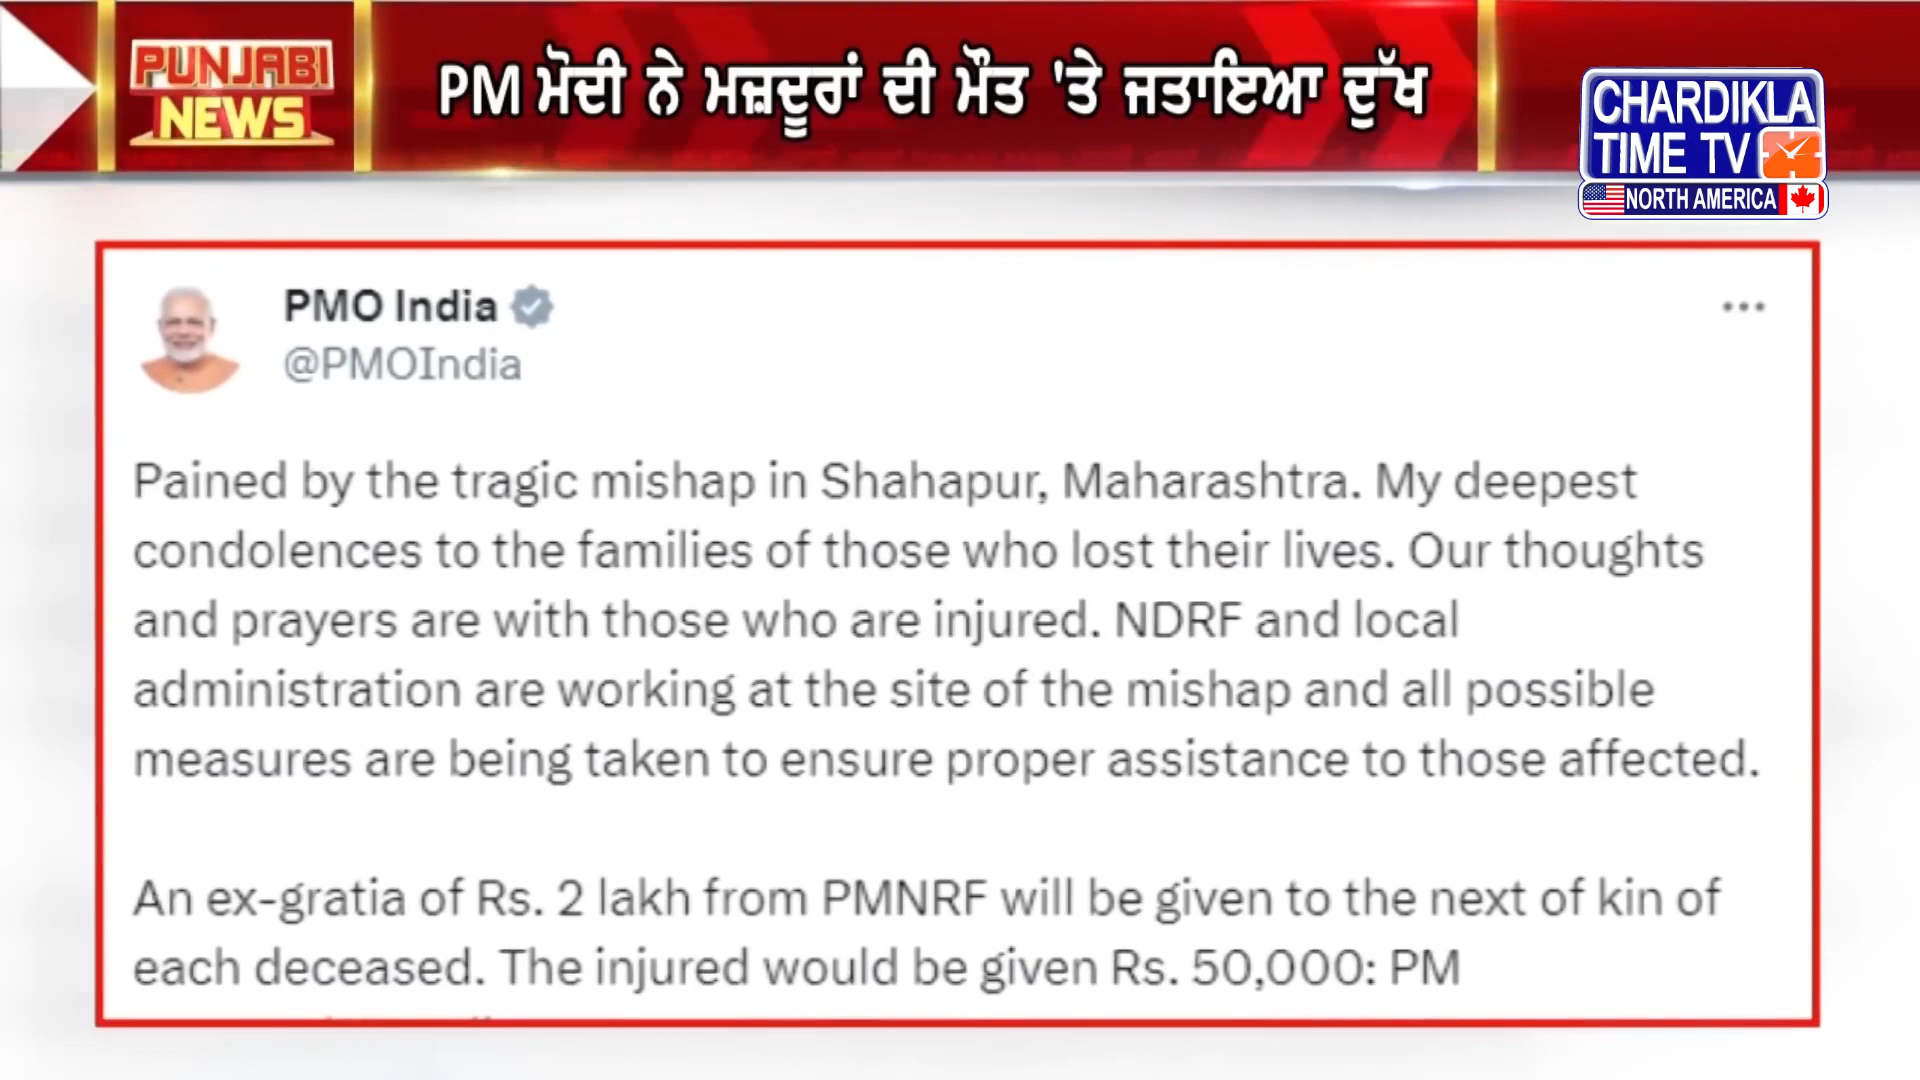 PUNJABI
NEWS
PM ਮੋਦੀ ਨੇ ਮਜ਼ਦੂਰਾਂ ਦੀ ਮੌਤ 'ਤੇ ਜਤਾਇਆ ਦੁੱਖ
CHARDIKLA
TIME TV
NORTH AMERICA
PMO India
@PMOIndia
Pained by the tragic mishap in Shahapur, Maharashtra. My deepest
condolences to the families of those who lost their lives. Our thoughts
and prayers are with those who are injured. NDRF and local
administration are working at the site of the mishap and all possible
measures are being taken to ensure proper assistance to those affected.
An ex-gratia of Rs. 2 lakh from PMNRF will be given to the next of kin of
each deceased. The injured would be given Rs. 50,000: PM